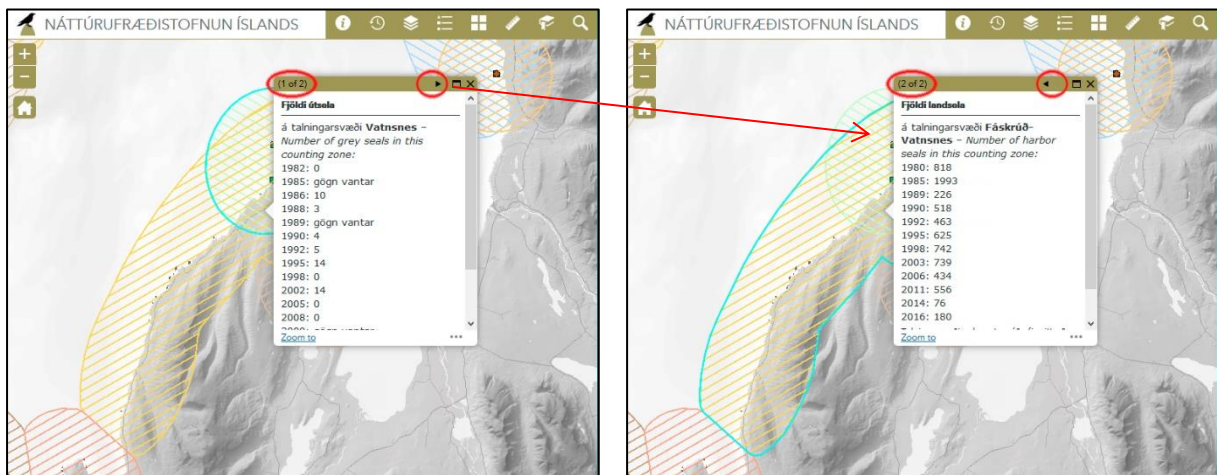 NÁTTÚRUFRÆÐISTOFNUN ÍSLANDS
(1 of 2)
Fjöldi útsela
á talningarsvæði Vatnsnes –
Number of grey seals in this
counting zone:
1982: 0
1985: gögn vantar
1986: 10
1988: 3
1989: gögn vantar
1990: 4
1992: 5
1995: 14
1998: 0
2002: 14
2005: 0
2008: 0
Zoom to
NÁTTÚRUFRÆÐISTOFNUN ÍSLANDS
(2 of 2)
Fjöldi landsela
á talningarsvæði Fáskrúð–
Vatnsnes – Number of harbor
seals in this counting zone:
1980: 818
1985: 1993
1989: 226
1990: 518
1992: 463
1995: 625
1998: 742
2003: 739
2006: 434
2011: 556
2014: 76
2016: 180
Zoom to